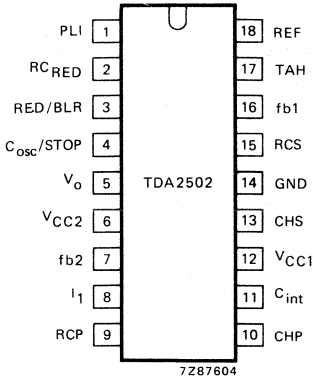 PLI 1 18 REF
RC RED 2 17 TAH
RED/BLR 3 16 fb1
Cosc/STOP 4 15 RCS
Vo 5 TDA2502 14 GND
VCC2 6 13 CHS
fb2 7 12 VCC1
I1 8 11 Cint
RCP 9 10 CHP
7Z87604